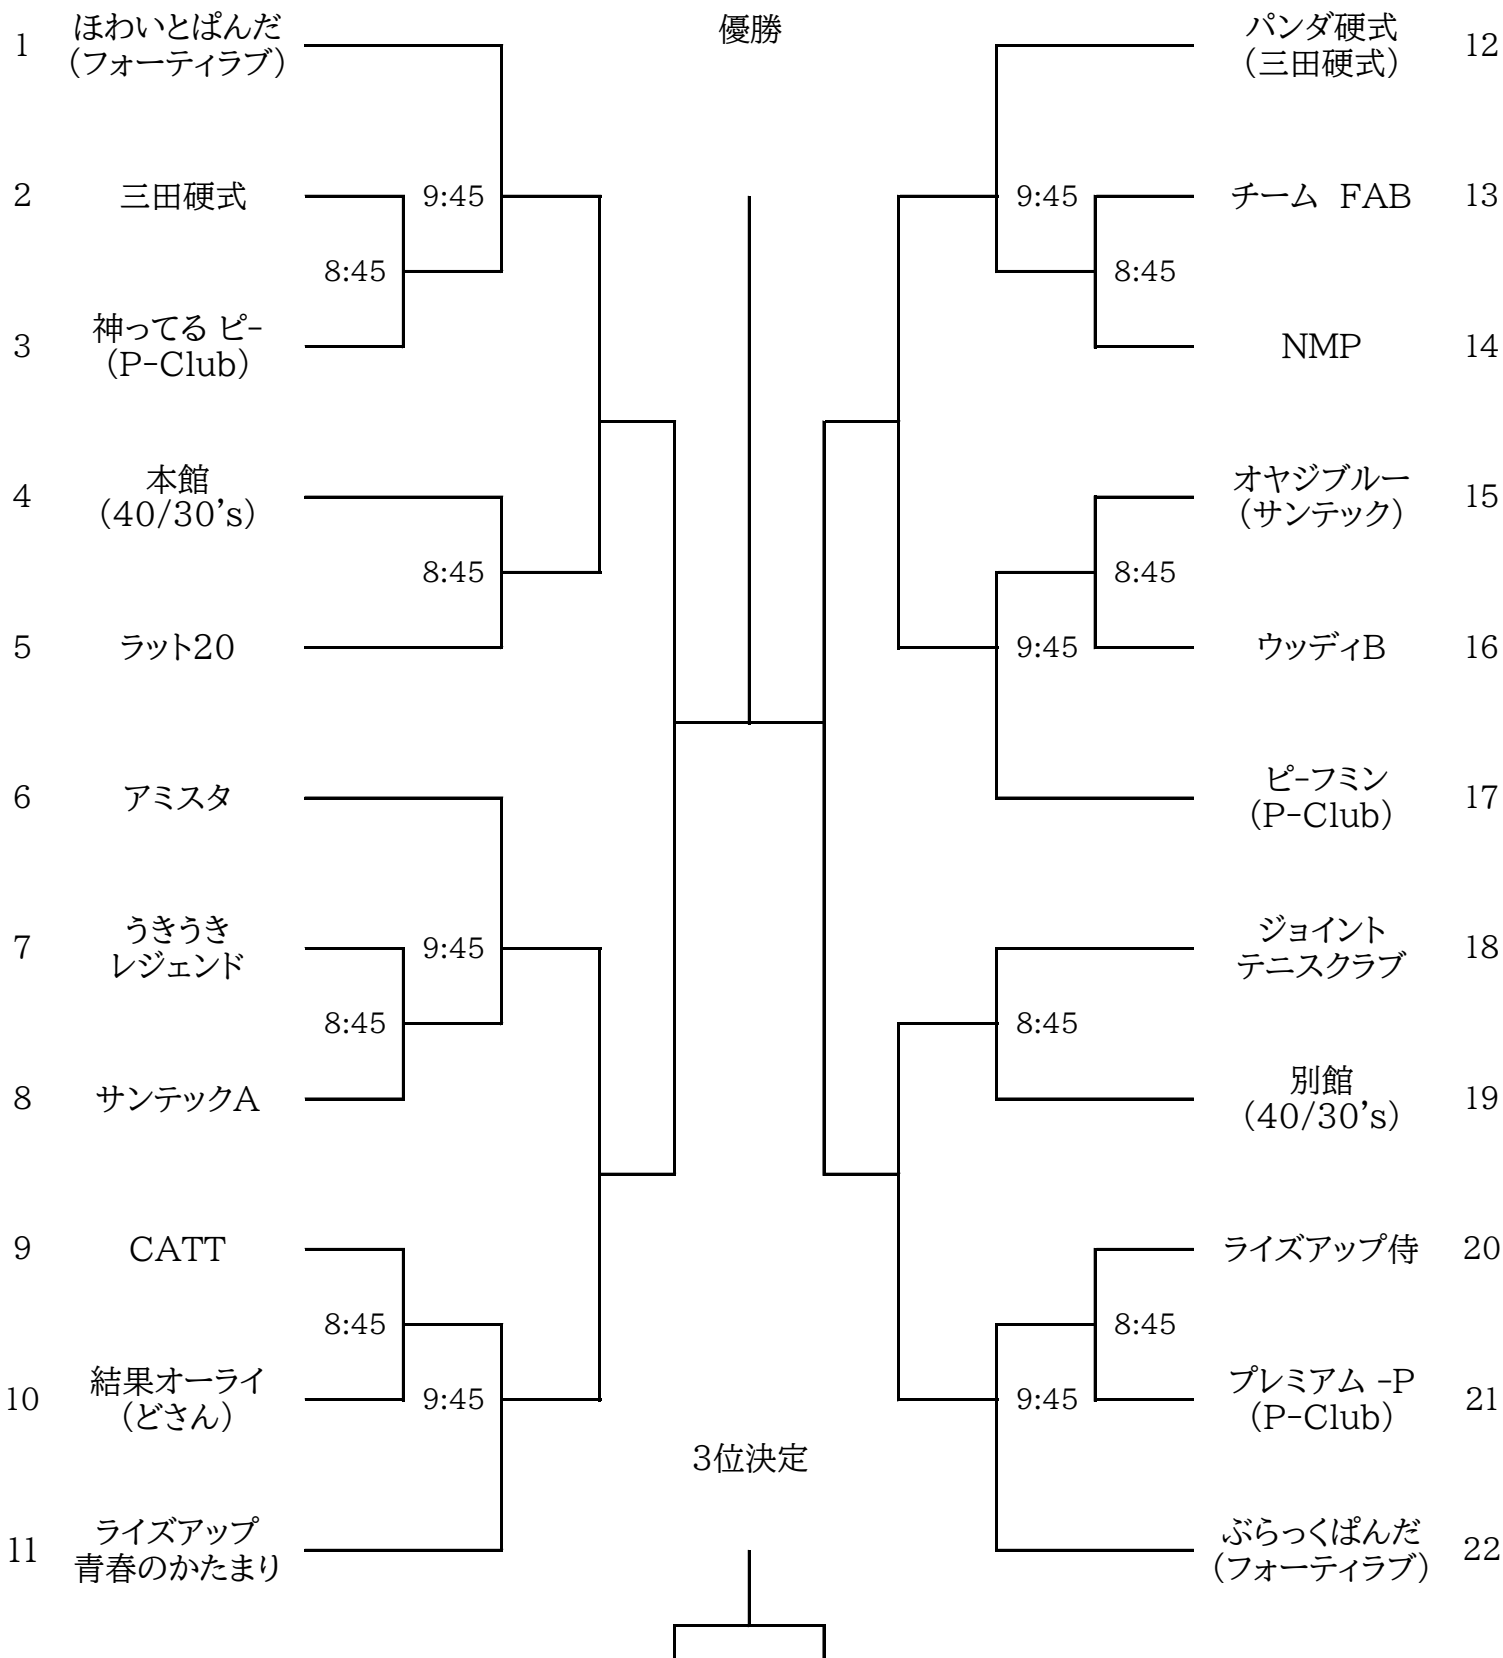 優勝
1
ほわいとぱんだ
(フォーティラブ)
2
三田硬式
9:45
8:45
3
神ってる ピ-
(P-Club)
4
本館
(40/30's)
8:45
5
ラット20
6
アミスタ
7
うきうき
レジェンド
9:45
8:45
8
サンテックA
9
CATT
8:45
10
結果オーライ
(どさん)
9:45
11
ライズアップ
青春のかたまり
パンダ硬式
(三田硬式)
12
9:45
チーム FAB
13
8:45
NMP
14
オヤジブルー
(サンテック)
15
8:45
9:45
ウッディB
16
ピ-フミン
(P-Club)
17
ジョイント
テニスクラブ
18
8:45
別館
(40/30's)
19
ライズアップ侍
20
8:45
9:45
プレミアム -P
(P-Club)
21
ぶらっくぱんだ
(フォーティラブ)
22
3位決定